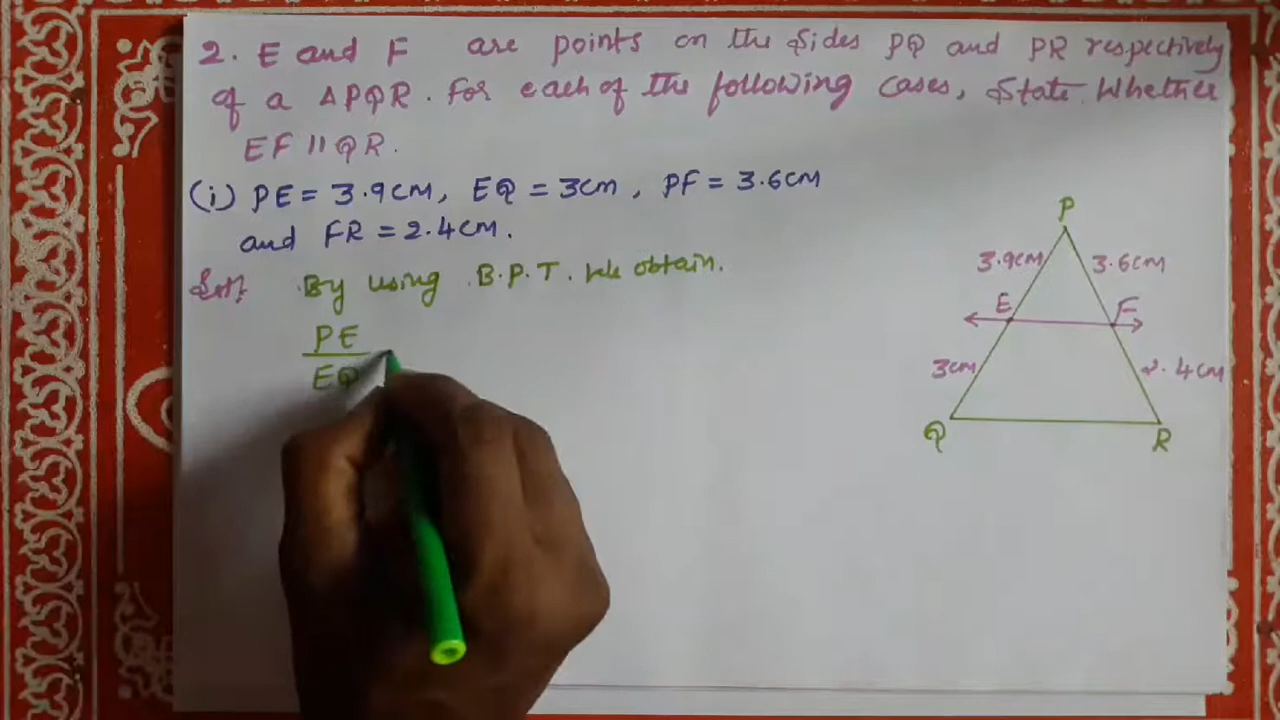 2. E and F are points on the sides PQ and PR respectively
of a ΔPQR. For each of the following cases, State Whether
EF || QR.
(i) PE = 3.9cm, EQ = 3cm, PF = 3.6cm
and FR = 2.4cm.
Soln. By using B.P.T. We obtain.
PE
EQ
P
3.9cm 3.6cm
E F
3cm 2.4cm
Q R